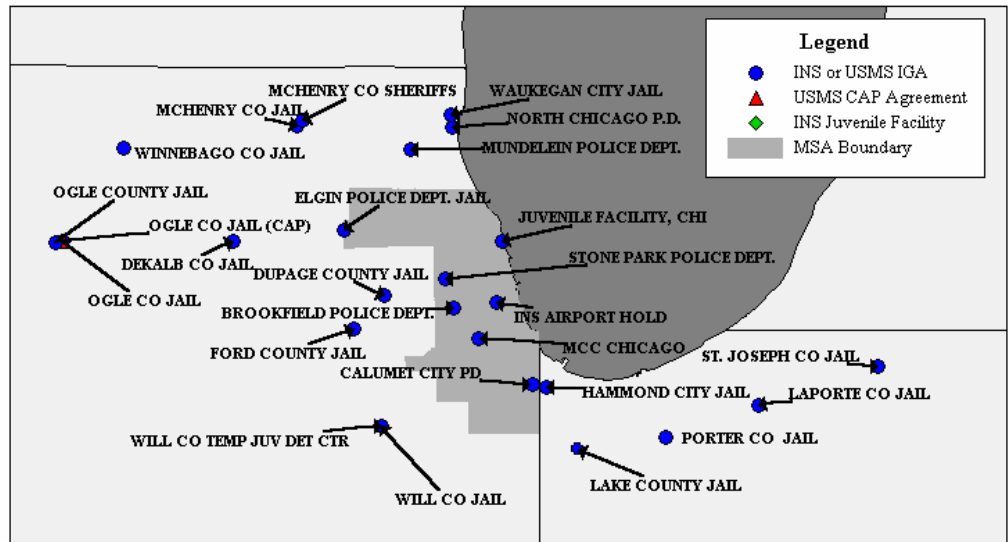 Legend
INS or USMS IGA
USMS CAP Agreement
INS Juvenile Facility
MSA Boundary
MCHENRY CO SHERIFFS
MCHENRY CO JAIL
WAUKEGAN CITY JAIL
NORTH CHICAGO P.D.
WINNEBAGO CO JAIL
MUNDELEIN POLICE DEPT.
OGLE COUNTY JAIL
ELGIN POLICE DEPT. JAIL
OGLE CO JAIL (CAP)
JUVENILE FACILITY, CHI
DEKALB CO JAIL
STONE PARK POLICE DEPT.
DUPAGE COUNTY JAIL
OGLE CO JAIL
BROOKFIELD POLICE DEPT.
INS AIRPORT HOLD
FORD COUNTY JAIL
MCC CHICAGO
ST. JOSEPH CO JAIL
CALUMET CITY PD
HAMMOND CITY JAIL
LAPORTE CO JAIL
WILL CO TEMP JUV DET CTR
PORTER CO JAIL
LAKE COUNTY JAIL
WILL CO JAIL